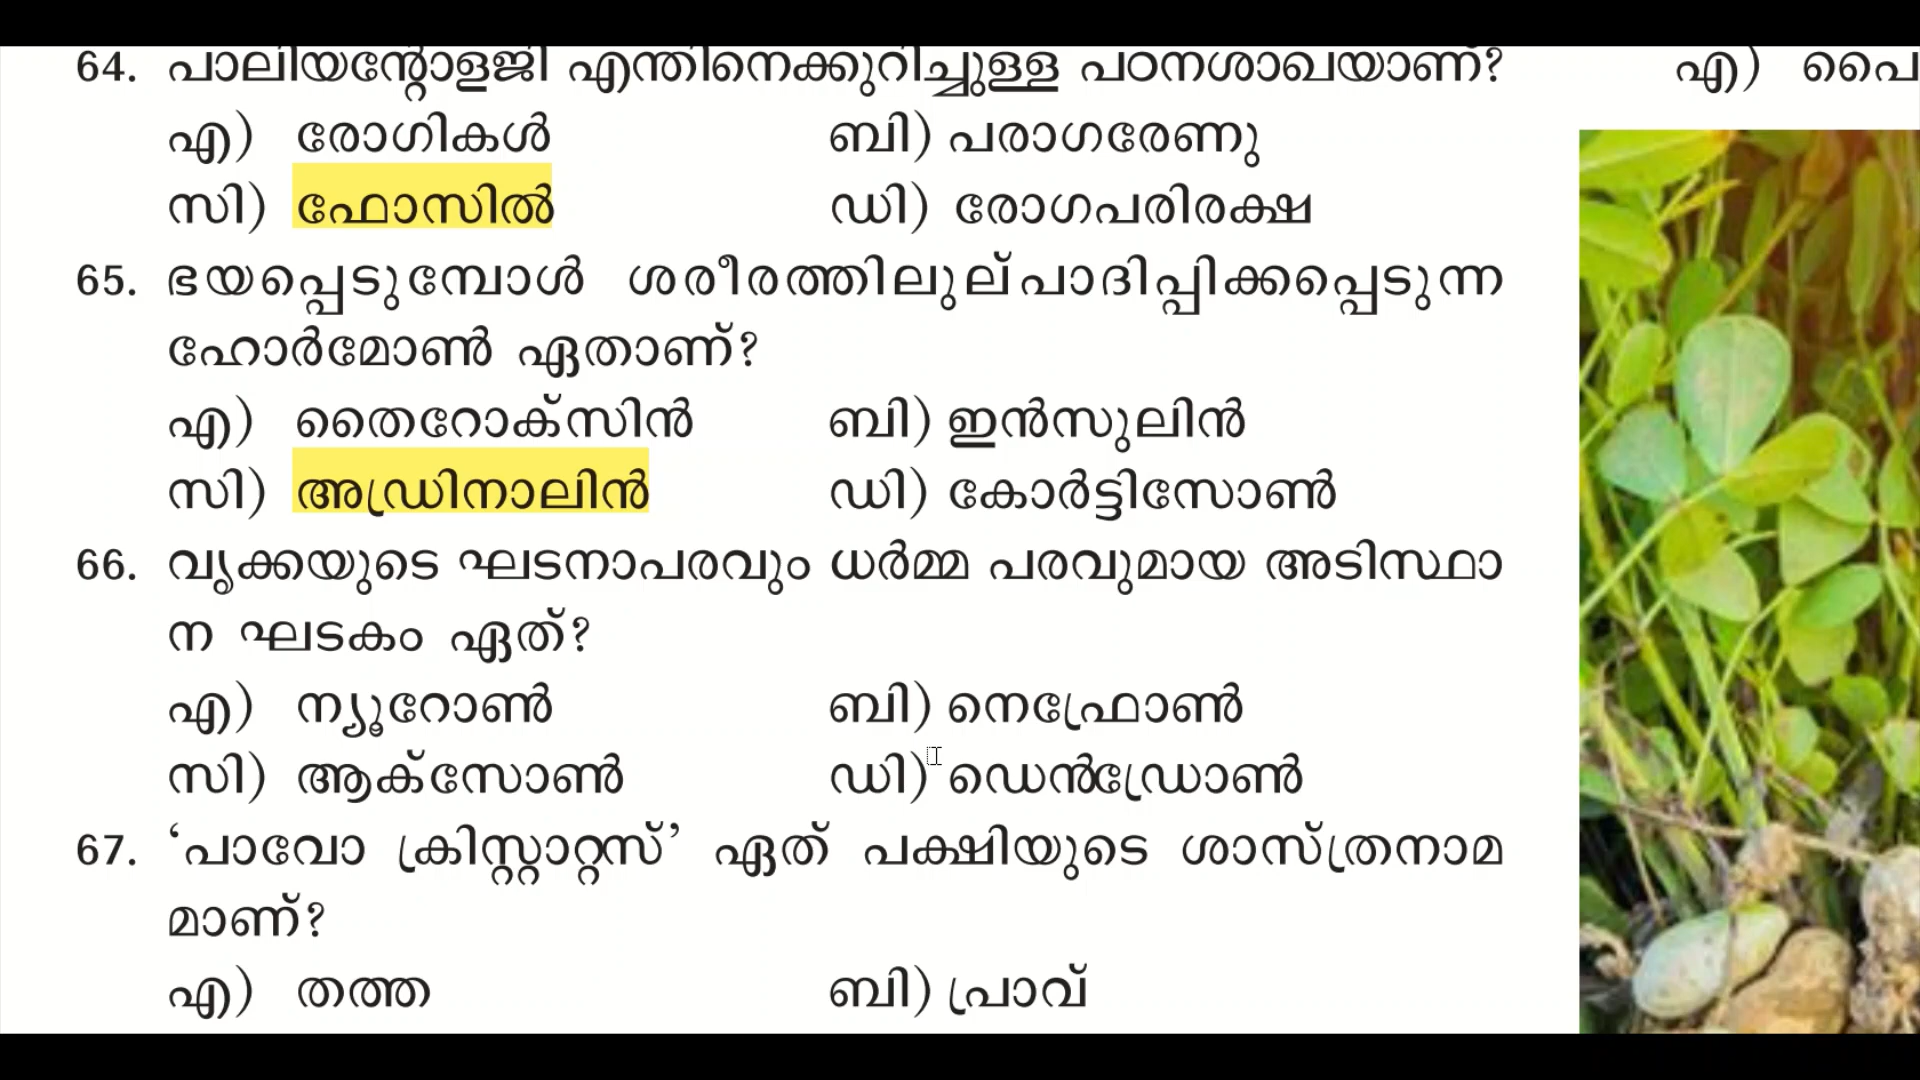 64. പാലിയന്റോളജി എന്തിനെക്കുറിച്ചുള്ള പഠനശാഖയാണ്?
എ) രോഗികൾ ബി) പരാഗരേണു
സി) ഫോസിൽ ഡി) രോഗപരിരക്ഷ
65. ഭയപ്പെടുമ്പോൾ ശരീരത്തിലുല്പാദിപ്പിക്കപ്പെടുന്ന
ഹോർമോൺ ഏതാണ്?
എ) തൈറോക്സിൻ ബി) ഇൻസുലിൻ
സി) അഡ്രിനാലിൻ ഡി) കോർട്ടിസോൺ
66. വൃക്കയുടെ ഘടനാപരവും ധർമ്മ പരവുമായ അടിസ്ഥാ
ന ഘടകം ഏത്?
എ) ന്യൂറോൺ ബി) നെഫ്രോൺ
സി) ആക്സോൺ ഡി) ഡെൻഡ്രോൺ
67. ‘പാവോ ക്രിസ്റ്റാറ്റസ്’ ഏത് പക്ഷിയുടെ ശാസ്ത്രനാമ
മാണ്?
എ) തത്ത ബി) പ്രാവ്
എ) പൈ